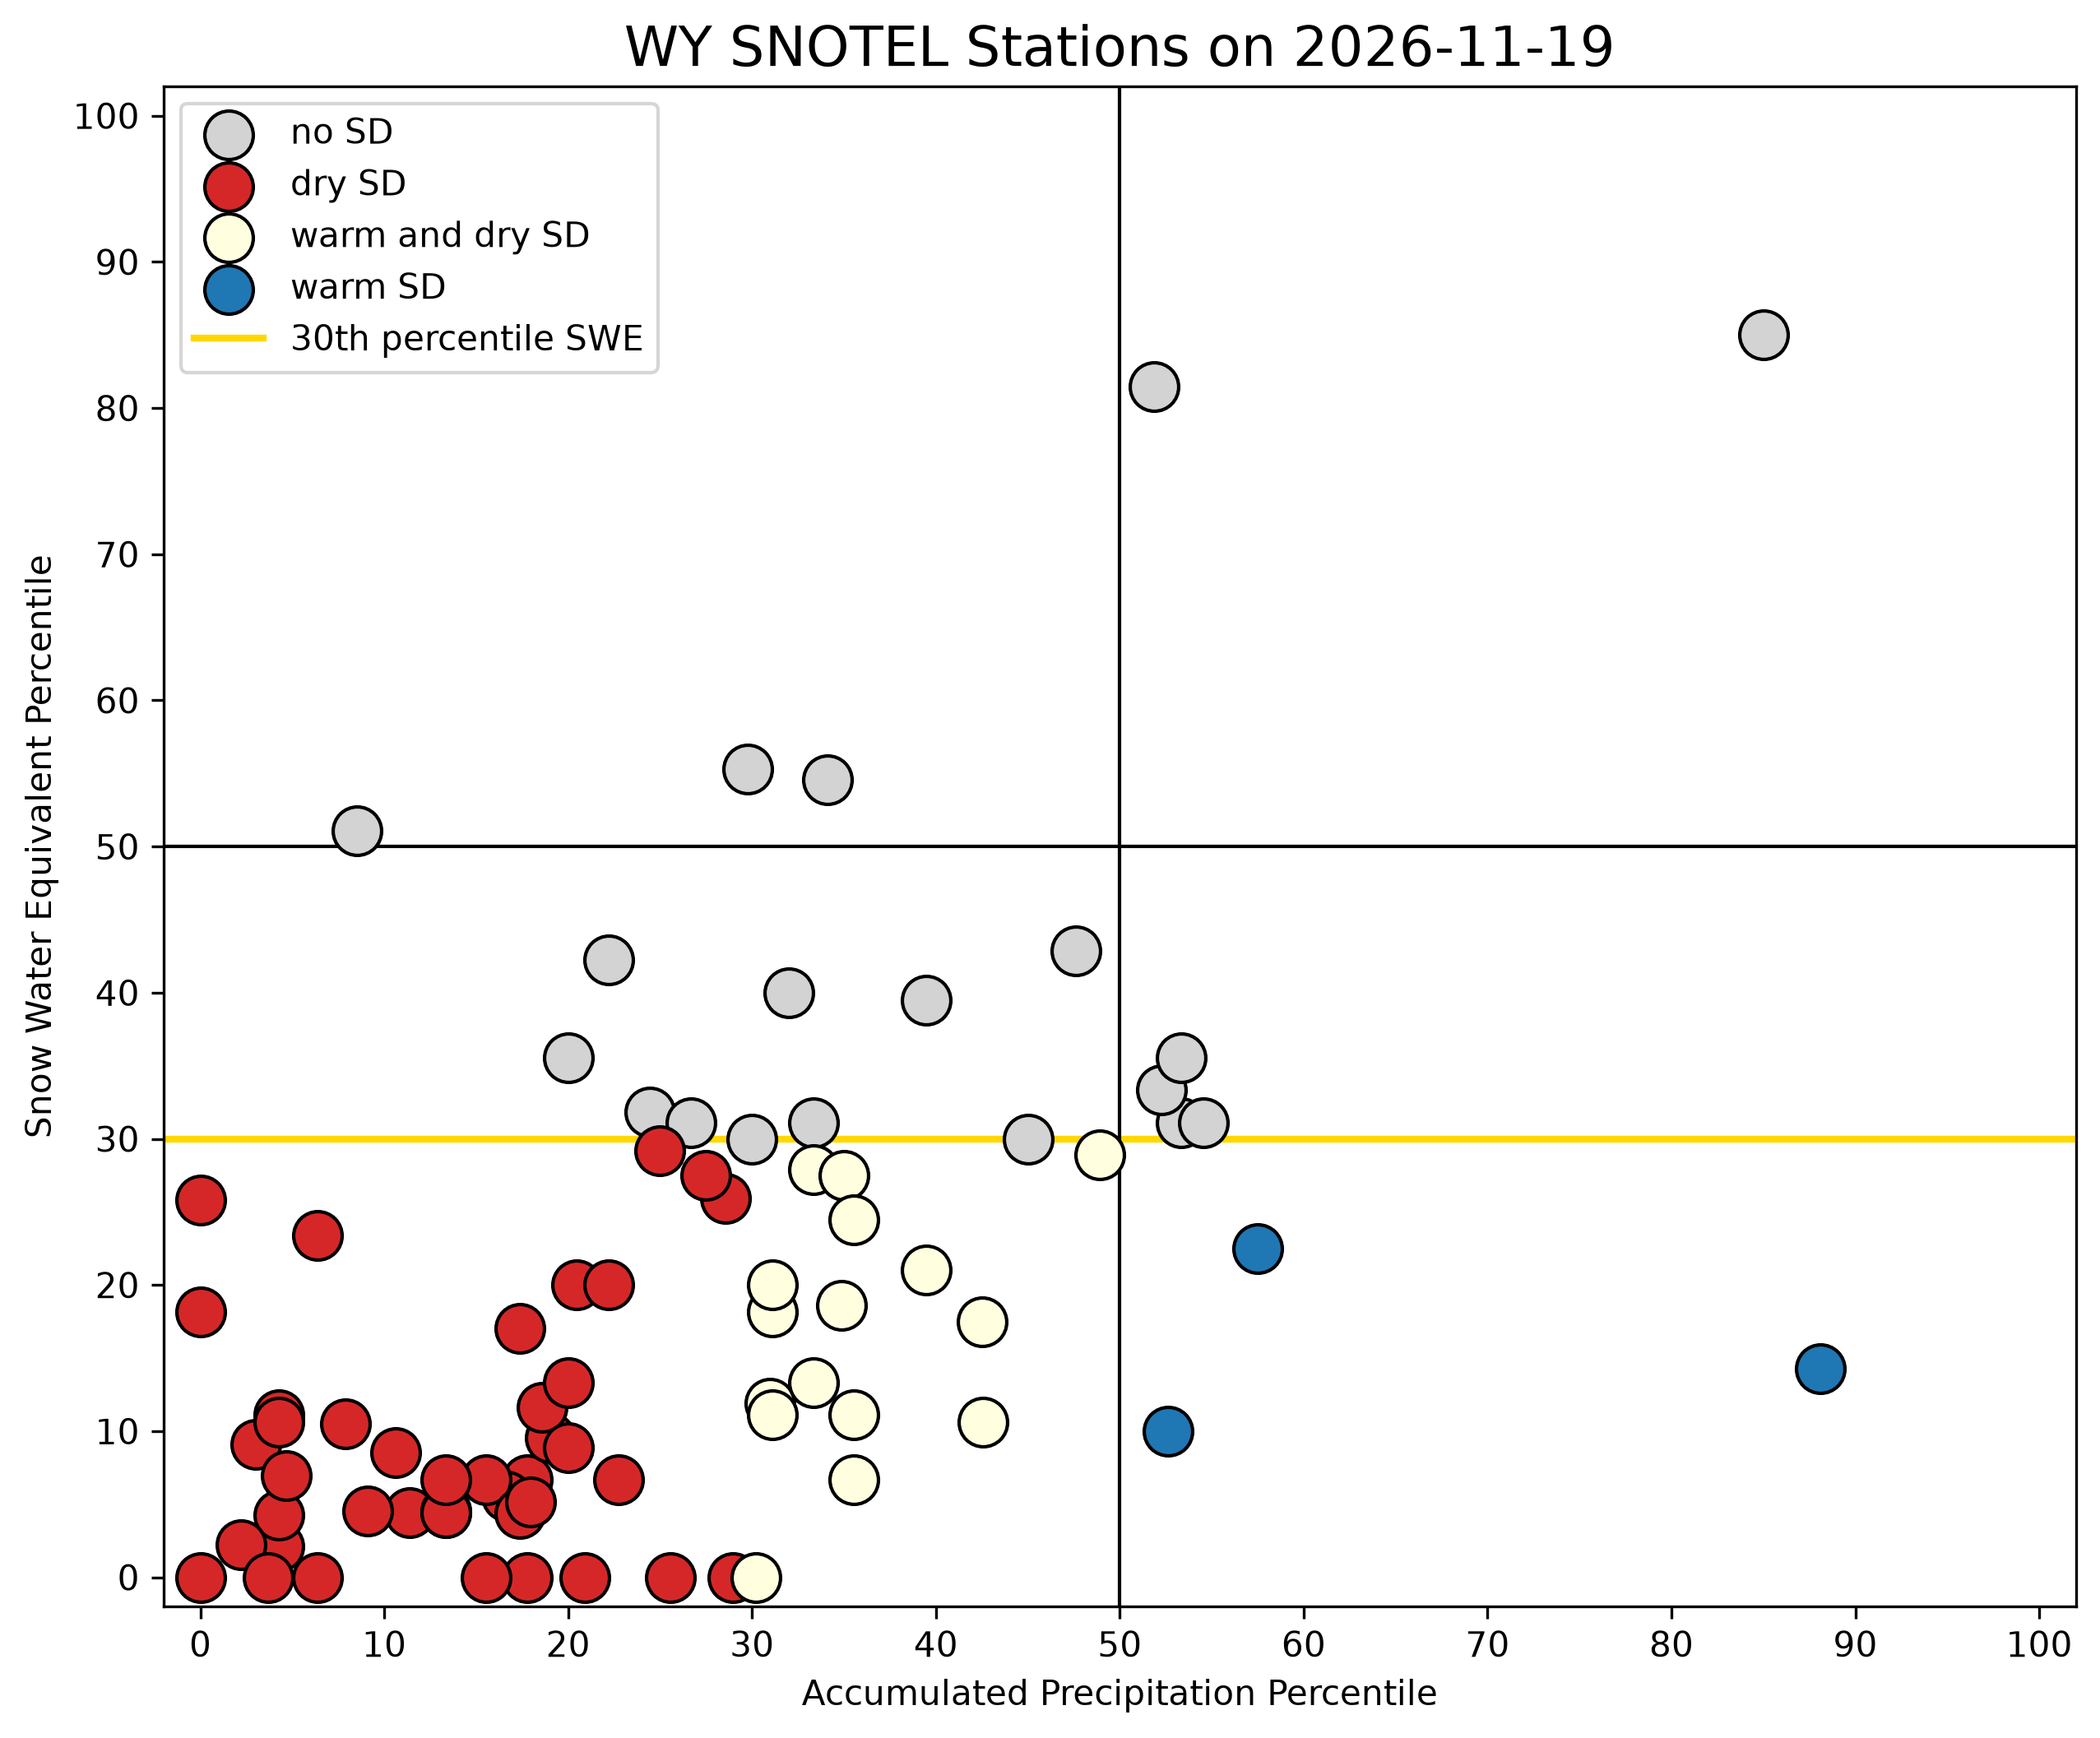 WY SNOTEL Stations on 2026-11-19
no SD
dry SD
warm and dry SD
warm SD
30th percentile SWE
Snow Water Equivalent Percentile
100
90
80
70
60
50
40
30
20
10
0
0 10 20 30 40 50 60 70 80 90 100
Accumulated Precipitation Percentile